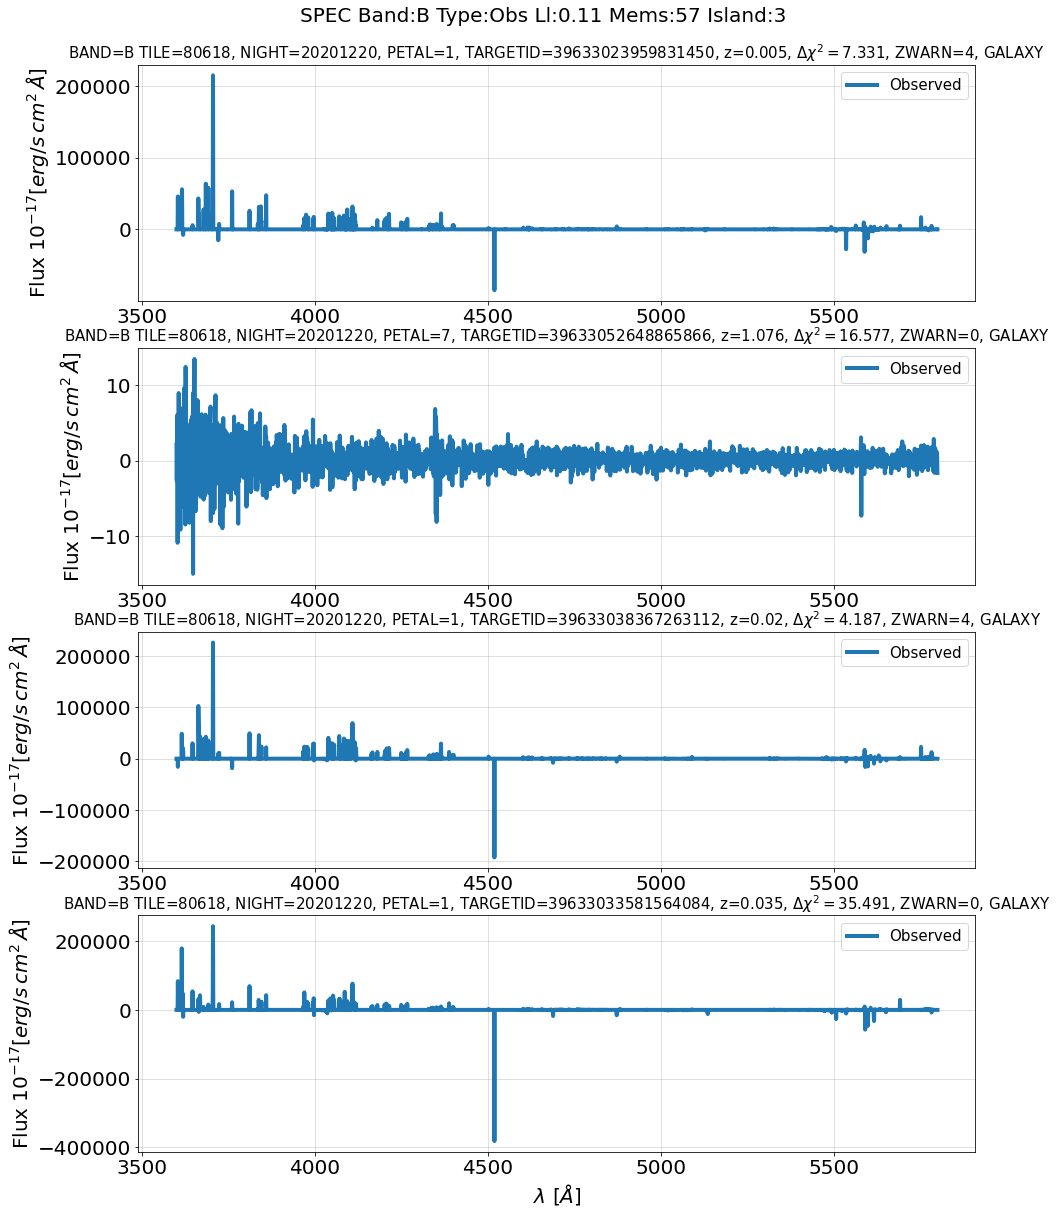 SPEC Band:B Type:Obs Ll:0.11 Mems:57 Island:3
BAND=B TILE=80618, NIGHT=20201220, PETAL=1, TARGETID=39633023959831450, z=0.005, Δχ² = 7.331, ZWARN=4, GALAXY
Observed
Flux 10⁻¹⁷[erg/s cm² Å]
200000
100000
0
3500 4000 4500 5000 5500
BAND=B TILE=80618, NIGHT=20201220, PETAL=7, TARGETID=39633052648865866, z=1.076, Δχ² = 16.577, ZWARN=0, GALAXY
Observed
Flux 10⁻¹⁷[erg/s cm² Å]
10
0
−10
3500 4000 4500 5000 5500
BAND=B TILE=80618, NIGHT=20201220, PETAL=1, TARGETID=39633038367263112, z=0.02, Δχ² = 4.187, ZWARN=4, GALAXY
Observed
Flux 10⁻¹⁷[erg/s cm² Å]
200000
100000
0
−100000
−200000
3500 4000 4500 5000 5500
BAND=B TILE=80618, NIGHT=20201220, PETAL=1, TARGETID=39633033581564084, z=0.035, Δχ² = 35.491, ZWARN=0, GALAXY
Observed
Flux 10⁻¹⁷[erg/s cm² Å]
200000
0
−200000
−400000
3500 4000 4500 5000 5500
λ [Å]